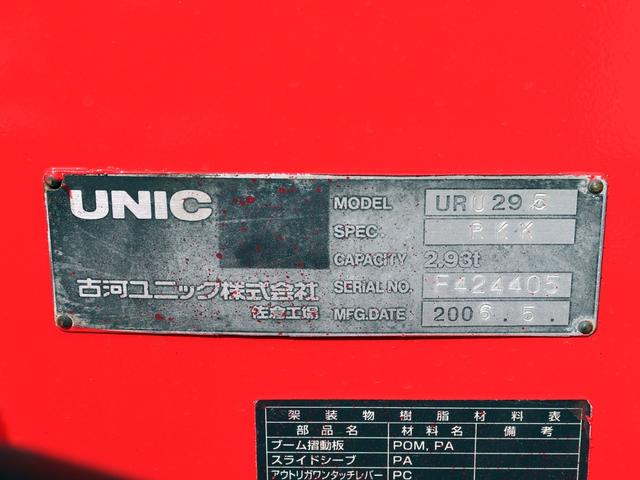 UNIC
MODEL URU295
SPEC. RKK
CAPACITY 2.93t
古河ユニック株式会社 SERIAL NO. F424405
佐倉工場 MFG.DATE 2006.5.
架装物樹脂材料表
部品名 材料名 備考
ブーム摺動板 POM, PA
スライドシーブ PA
アウトリガワンタッチレバー PC